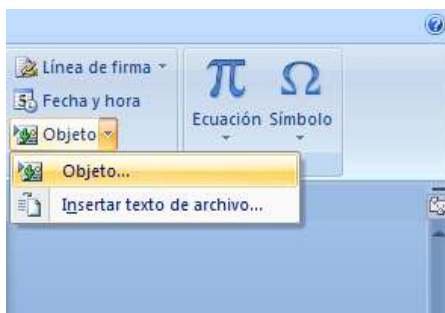 Línea de firma
Fecha y hora
Objeto
π Ω
Ecuación Símbolo
Objeto...
Insertar texto de archivo...